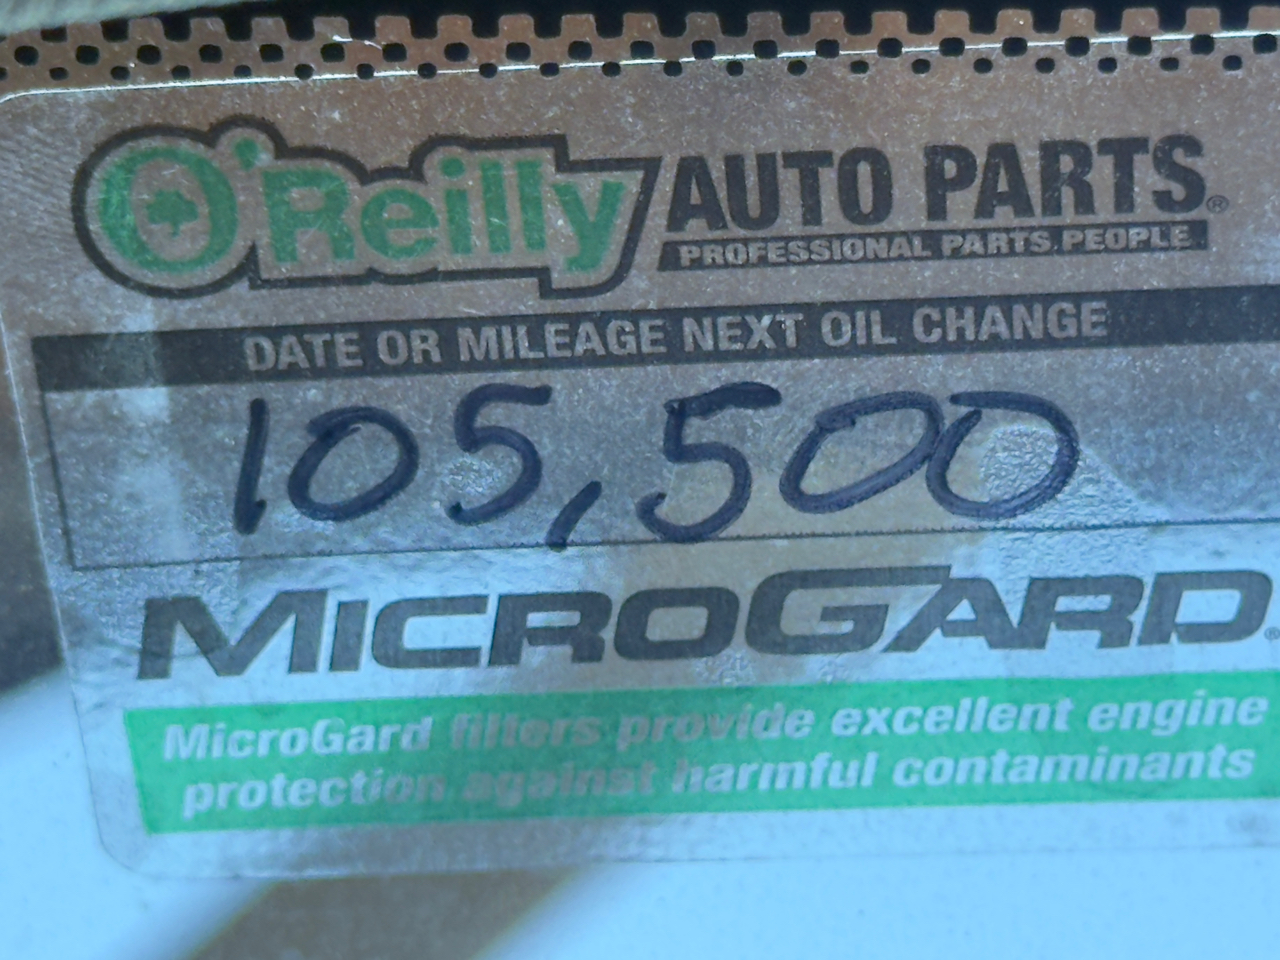 O'Reilly AUTO PARTS®
PROFESSIONAL PARTS PEOPLE
DATE OR MILEAGE NEXT OIL CHANGE
105,500
MICROGARD®
MicroGard filters provide excellent engine
protection against harmful contaminants